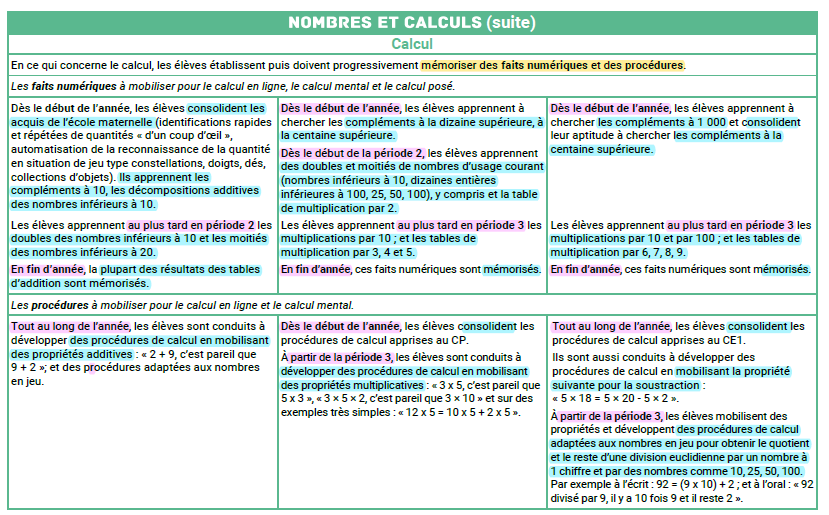 NOMBRES ET CALCULS (suite)
Calcul
En ce qui concerne le calcul, les élèves établissent puis doivent progressivement mémoriser des faits numériques et des procédures.
Les faits numériques à mobiliser pour le calcul en ligne, le calcul mental et le calcul posé.
Dès le début de l'année, les élèves consolident les
acquis de l'école maternelle (identifications rapides
et répétées de quantités « d'un coup d'œil »,
automatisation de la reconnaissance de la quantité
en situation de jeu type constellations, doigts, dés,
collections d'objets). Ils apprennent les
compléments à 10, les décompositions additives
des nombres inférieurs à 10.
Les élèves apprennent au plus tard en période 2 les
doubles des nombres inférieurs à 10 et les moitiés
des nombres inférieurs à 20.
En fin d'année, la plupart des résultats des tables
d'addition sont mémorisés.
Dès le début de l'année, les élèves apprennent à
chercher les compléments à la dizaine supérieure, à
la centaine supérieure.
Dès le début de la période 2, les élèves apprennent
des doubles et moitiés de nombres d'usage courant
(nombres inférieurs à 10, dizaines entières
inférieures à 100, 25, 50, 100), y compris et la table
de multiplication par 2.
Les élèves apprennent au plus tard en période 3 les
multiplications par 10 ; et les tables de
multiplication par 3, 4 et 5.
En fin d'année, ces faits numériques sont mémorisés.
Dès le début de l'année, les élèves apprennent à
chercher les compléments à 1 000 et consolident
leur aptitude à chercher les compléments à la
centaine supérieure.
Les élèves apprennent au plus tard en période 3 les
multiplications par 10 et par 100 ; et les tables de
multiplication par 6, 7, 8, 9.
En fin d'année, ces faits numériques sont mémorisés.
Les procédures à mobiliser pour le calcul en ligne et le calcul mental.
Tout au long de l'année, les élèves sont conduits à
développer des procédures de calcul en mobilisant
des propriétés additives : « 2 + 9, c'est pareil que
9 + 2 »; et des procédures adaptées aux nombres
en jeu.
Dès le début de l'année, les élèves consolident les
procédures de calcul apprises au CP.
À partir de la période 3, les élèves sont conduits à
développer des procédures de calcul en mobilisant
des propriétés multiplicatives : « 3 x 5, c'est pareil que
5 x 3 », « 3 × 5 × 2, c'est pareil que 3 × 10 » et sur des
exemples très simples : « 12 x 5 = 10 x 5 + 2 x 5 ».
Tout au long de l'année, les élèves consolident les
procédures de calcul apprises au CE1.
Ils sont aussi conduits à développer des
procédures de calcul en mobilisant la propriété
suivante pour la soustraction :
« 5 × 18 = 5 × 20 - 5 × 2 ».
À partir de la période 3, les élèves mobilisent des
propriétés et développent des procédures de calcul
adaptées aux nombres en jeu pour obtenir le quotient
et le reste d'une division euclidienne par un nombre à
1 chiffre et par des nombres comme 10, 25, 50, 100.
Par exemple à l'écrit : 92 = (9 x 10) + 2 ; et à l'oral : « 92
divisé par 9, il y a 10 fois 9 et il reste 2 ».